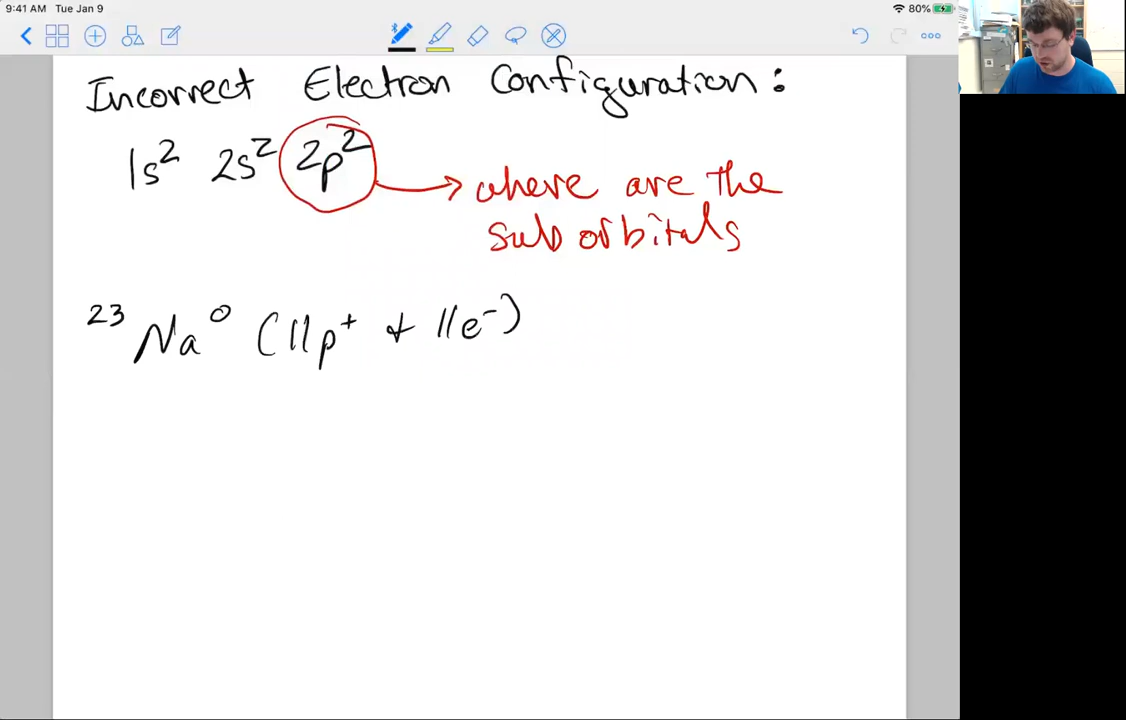 9:41 AM Tue Jan 9
80%
Incorrect Electron Configuration:
1s² 2s² 2p²
where are the
sub orbitals
²³Na⁰ (11p⁺ + 11e⁻)